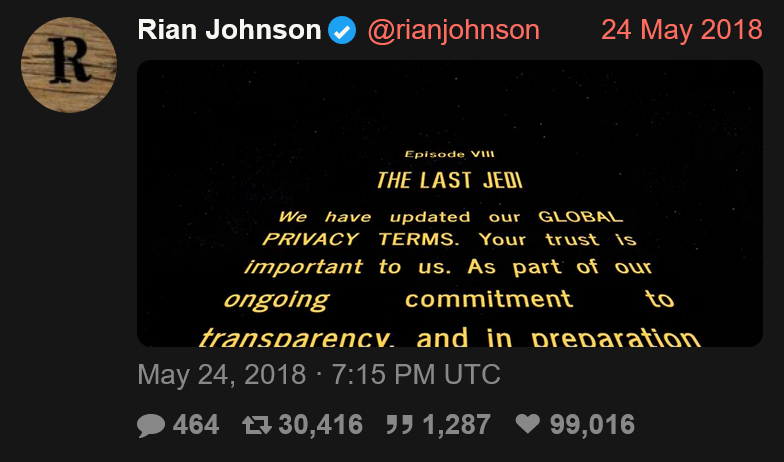 R
Rian Johnson @rianjohnson 24 May 2018
Episode VIII
THE LAST JEDI
We have updated our GLOBAL
PRIVACY TERMS. Your trust is
important to us. As part of our
ongoing commitment to
transparency, and in preparation
May 24, 2018 · 7:15 PM UTC
464 30,416 1,287 99,016